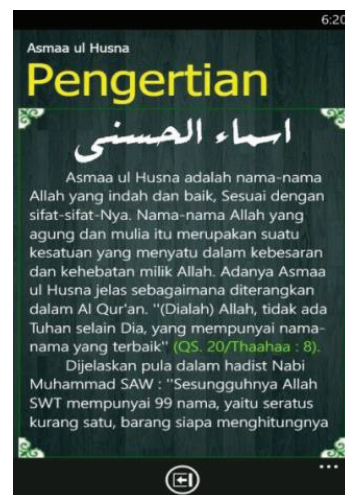 6:20
Asmaa ul Husna
Pengertian
اسماء الحسنى
Asmaa ul Husna adalah nama-nama
Allah yang indah dan baik, Sesuai dengan
sifat-sifat-Nya. Nama-nama Allah yang
agung dan mulia itu merupakan suatu
kesatuan yang menyatu dalam kebesaran
dan kehebatan milik Allah. Adanya Asmaa
ul Husna jelas sebagaimana diterangkan
dalam Al Qur'an. "(Dialah) Allah, tidak ada
Tuhan selain Dia, yang mempunyai nama-
nama yang terbaik" (QS. 20/Thaahaa : 8).
Dijelaskan pula dalam hadist Nabi
Muhammad SAW : "Sesungguhnya Allah
SWT mempunyai 99 nama, yaitu seratus
kurang satu, barang siapa menghitungnya